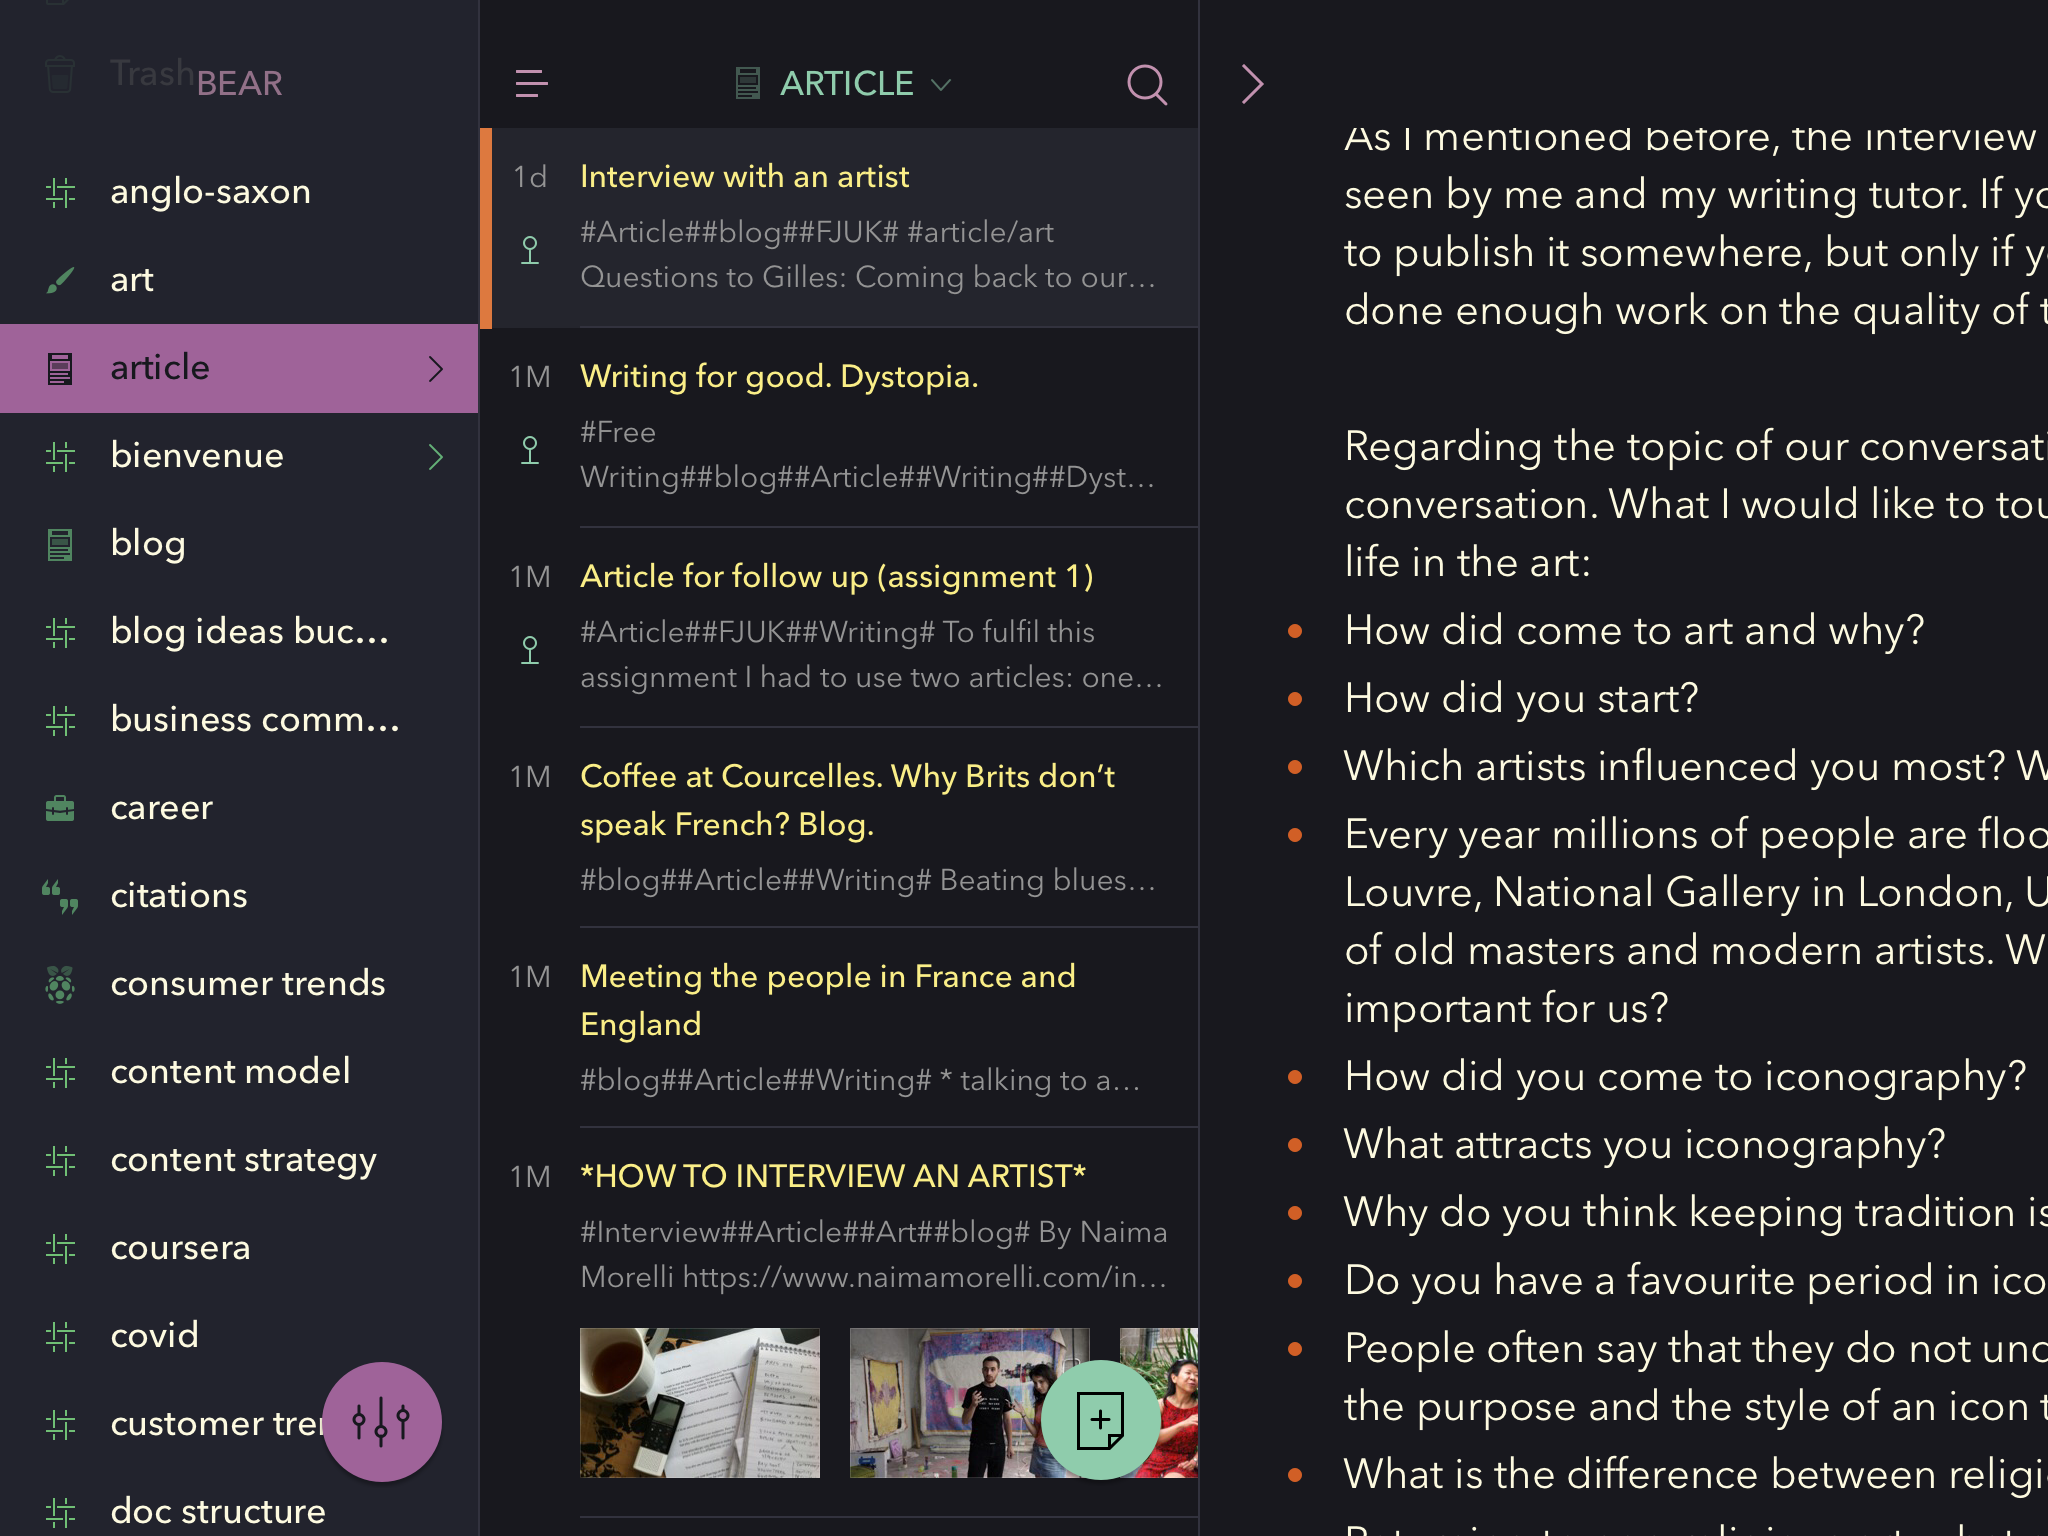 Trash
BEAR
anglo-saxon
art
article
bienvenue
blog
blog ideas buc...
business comm...
career
citations
consumer trends
content model
content strategy
coursera
covid
customer
doc structure
ARTICLE
1d
Interview with an artist
#Article##blog##FJUK# #article/art
Questions to Gilles: Coming back to our...
1M
Writing for good. Dystopia.
#Free
Writing##blog##Article##Writing##Dyst...
1M
Article for follow up (assignment 1)
#Article##FJUK##Writing# To fulfil this
assignment I had to use two articles: one...
1M
Coffee at Courcelles. Why Brits don’t
speak French? Blog.
#blog##Article##Writing# Beating blues...
1M
Meeting the people in France and
England
#blog##Article##Writing# * talking to a...
1M
*HOW TO INTERVIEW AN ARTIST*
#Interview##Article##Art##blog# By Naima
Morelli https://www.naimamorelli.com/in...
As I mentioned before, the interview
seen by me and my writing tutor. If
to publish it somewhere, but only if
done enough work on the quality of
Regarding the topic of our
conversation. What I would like to
life in the art:
How did come to art and why?
How did you start?
Which artists influenced you most?
Every year millions of people are
Louvre, National Gallery in London,
of old masters and modern artists.
important for us?
How did you come to iconography?
What attracts you iconography?
Why do you think keeping tradition is
Do you have a favourite period in
People often say that they do not
the purpose and the style of an icon
What is the difference between